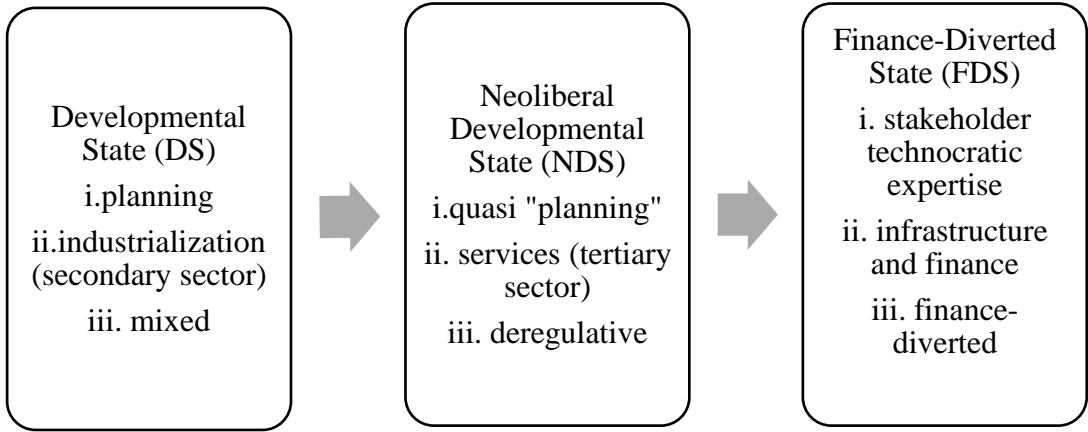 Developmental
State (DS)
i.planning
ii.industrialization
(secondary sector)
iii. mixed
Neoliberal
Developmental
State (NDS)
i.quasi "planning"
ii. services (tertiary
sector)
iii. deregulative
Finance-Diverted
State (FDS)
i. stakeholder
technocratic
expertise
ii. infrastructure
and finance
iii. finance-
diverted